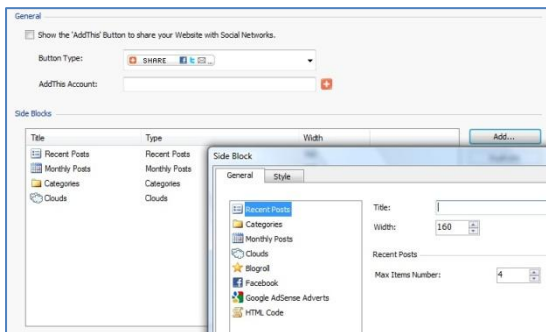 General
Show the 'AddThis' Button to share your Website with Social Networks.
Button Type:
SHARE ...
AddThis Account:
Side Blocks
Title Type Width
Add...
Recent Posts Recent Posts
Monthly Posts Monthly Posts
Categories Categories
Clouds Clouds
Side Block
General Style
Recent Posts
Categories
Monthly Posts
Clouds
Blogroll
Facebook
Google AdSense Adverts
HTML Code
Title:
Width: 160
Recent Posts
Max Items Number: 4